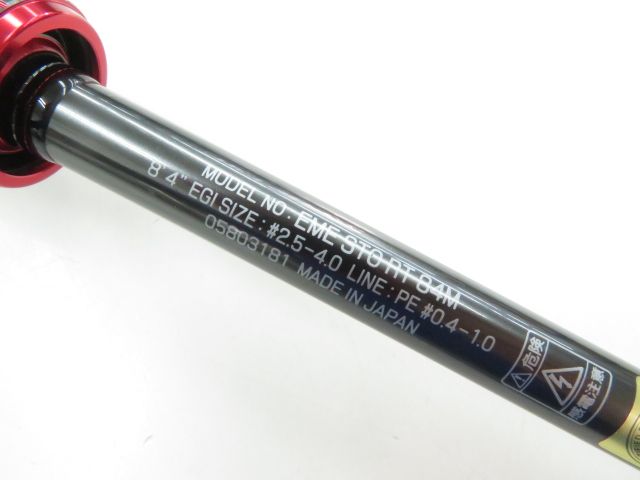 MODEL NO : EME STO RT 84M
8'4" EGI SIZE : #2.5-4.0 LINE : PE #0.4-1.0
05803181 MADE IN JAPAN
危険
感電注意